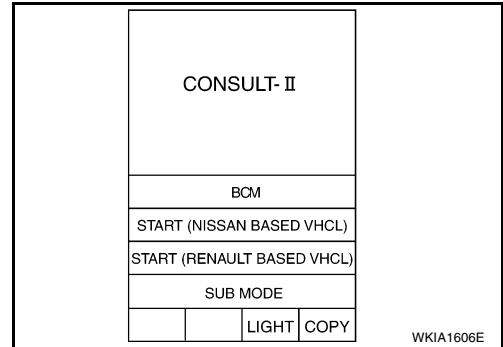 CONSULT-II
BCM
START (NISSAN BASED VHCL)
START (RENAULT BASED VHCL)
SUB MODE
LIGHT COPY
WKIA1606E